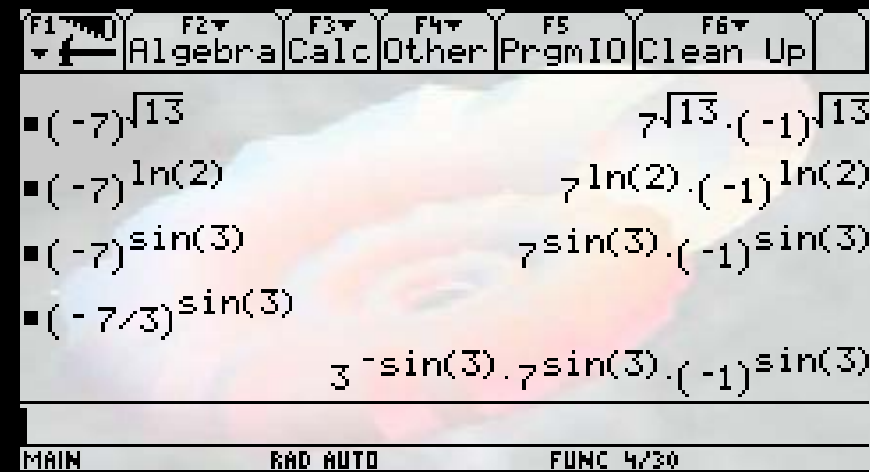 F1 F2 F3 F4 F5 F6
Algebra Calc Other PrgmIO Clean Up
(-7)^√13 7^√13·(-1)^√13
(-7)^ln(2) 7^ln(2)·(-1)^ln(2)
(-7)^sin(3) 7^sin(3)·(-1)^sin(3)
(-7/3)^sin(3)
3^-sin(3)·7^sin(3)·(-1)^sin(3)
MAIN RAD AUTO FUNC 4/30